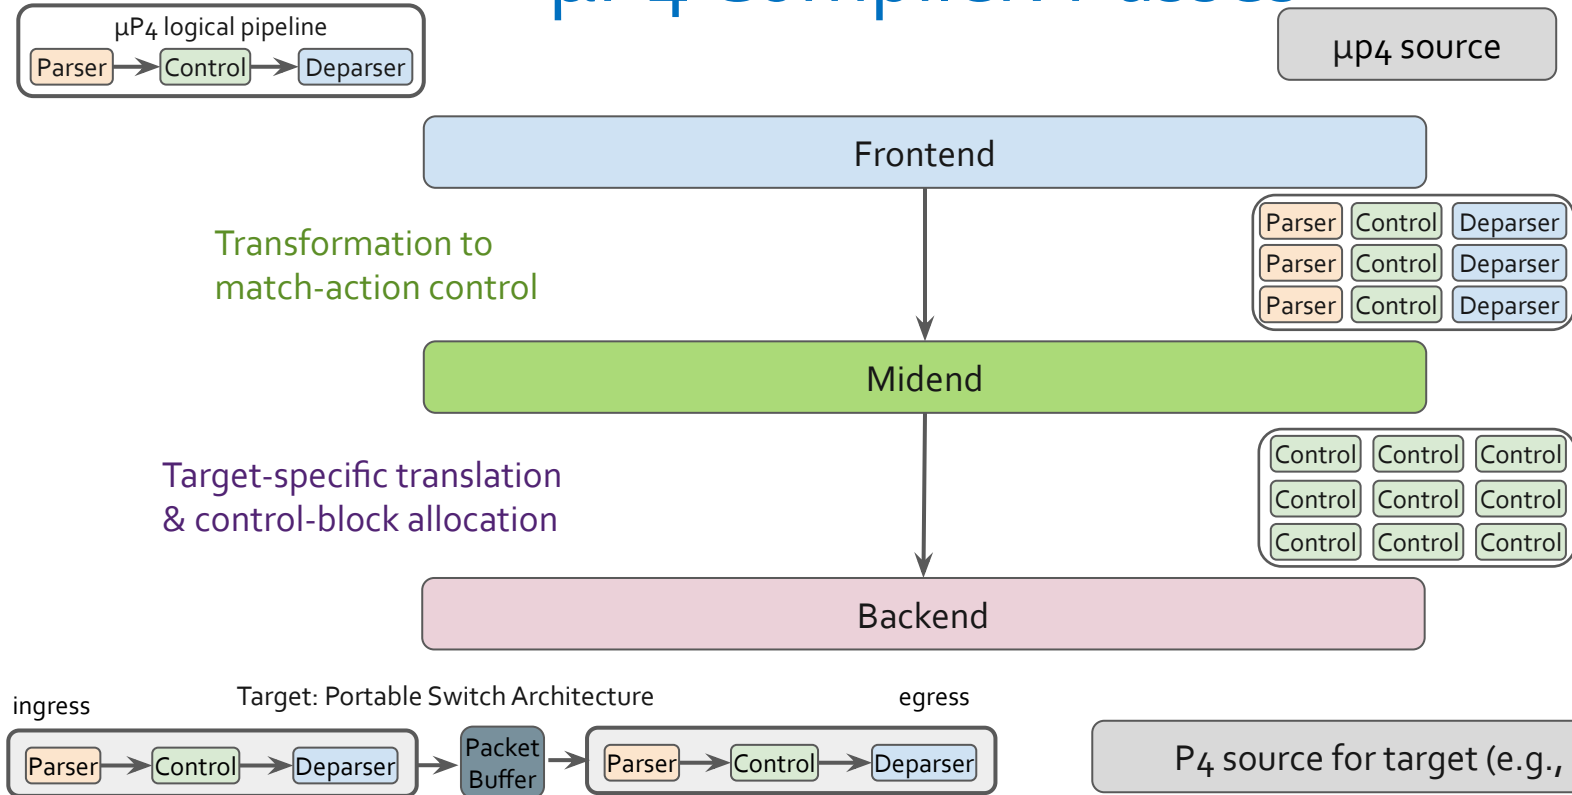 μP4 Compiler: Passes
μP4 logical pipeline
Parser Control Deparser
μp4 source
Frontend
Transformation to
match-action control
Parser Control Deparser
Parser Control Deparser
Parser Control Deparser
Midend
Target-specific translation
& control-block allocation
Control Control Control
Control Control Control
Control Control Control
Backend
ingress
Target: Portable Switch Architecture
egress
Parser Control Deparser
Packet
Buffer
Parser Control Deparser
P4 source for target (e.g.,